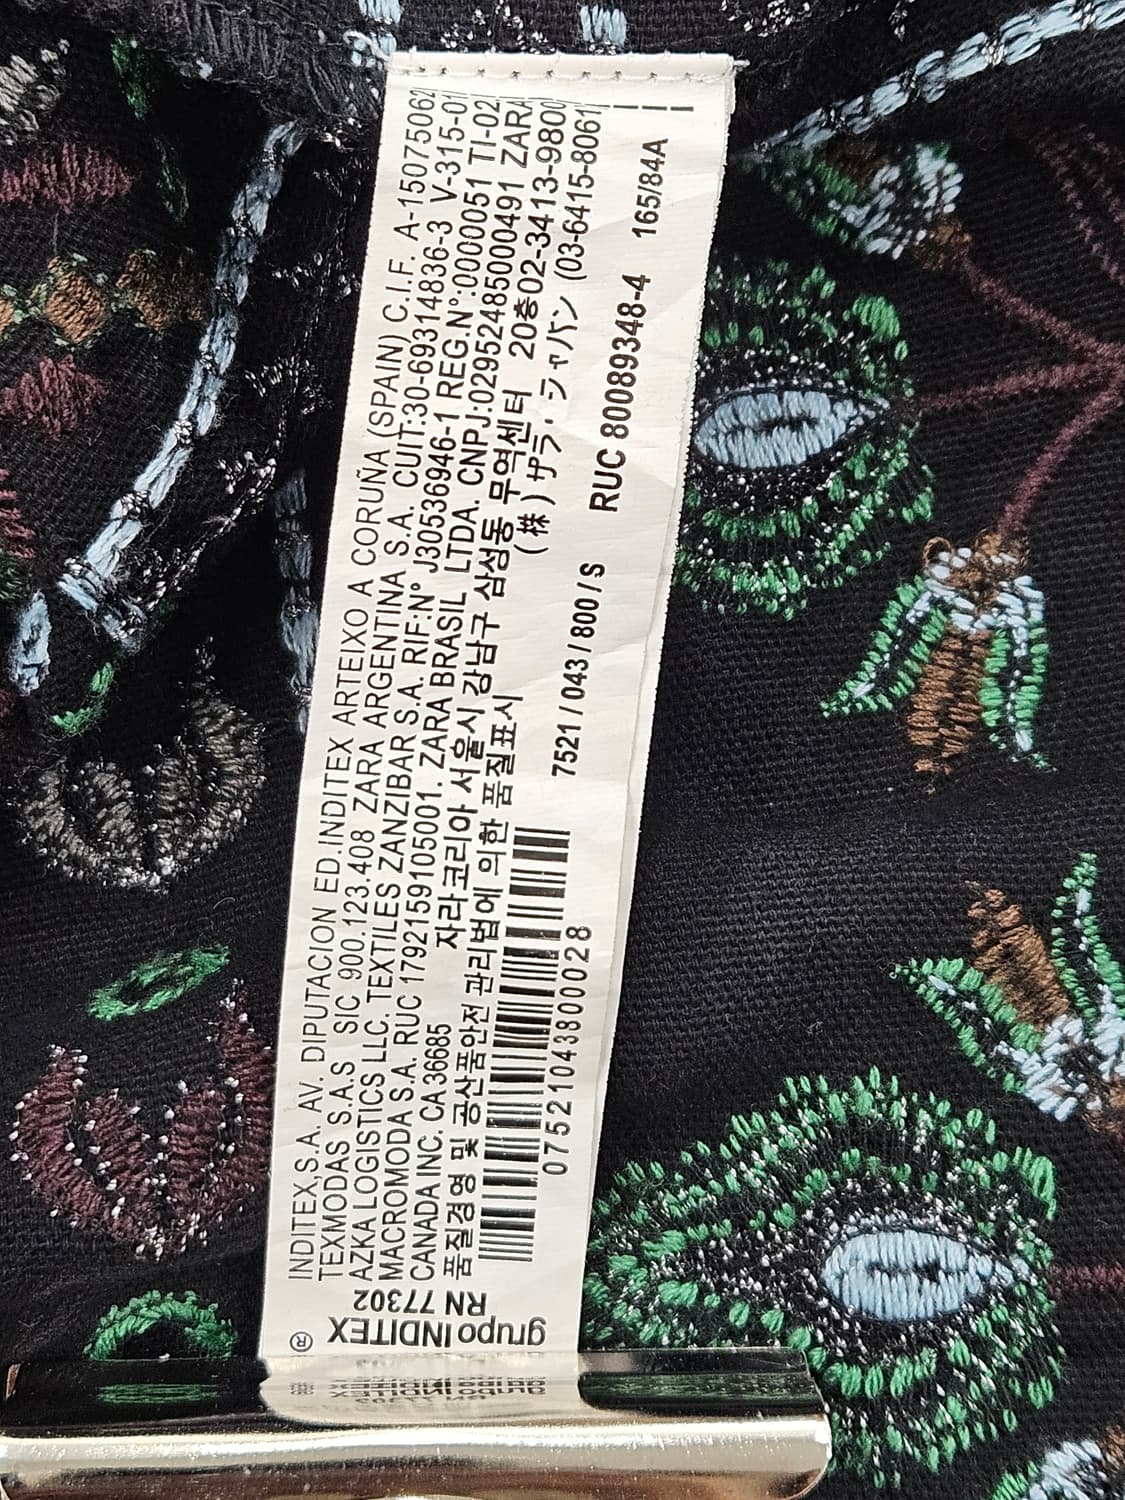 INDITEX,S.A. AV. DIPUTACION ED.INDITEX ARTEIXO A CORUÑA (SPAIN) C.I.F. A-15075062
TEXMODAS S.A.S SIC 900.123.408 ZARA ARGENTINA S.A. CUIT:30-69314836-3 V-315-01
AZKA LOGISTICS LLC. TEXTILES ZANZIBAR S.A. RIF:Nº J30536946-1 REG.Nº:0000051 TI-02
MACROMODA S.A. RUC 1792159105001. ZARA BRASIL LTDA. CNPJ:02952485000491 ZARA
CANADA INC. CA 36685 자라코리아 서울시 강남구 삼성동 무역센터 20층02-3413-9800
품질경영 및 공산품안전 관리법에 의한 품질표시 (株)ザラ・ジャパン (03-6415-8061)
07521043800028
7521/043/800/S
RUC 80089348-4 165/84A
RN 77302
grupo INDITEX
®